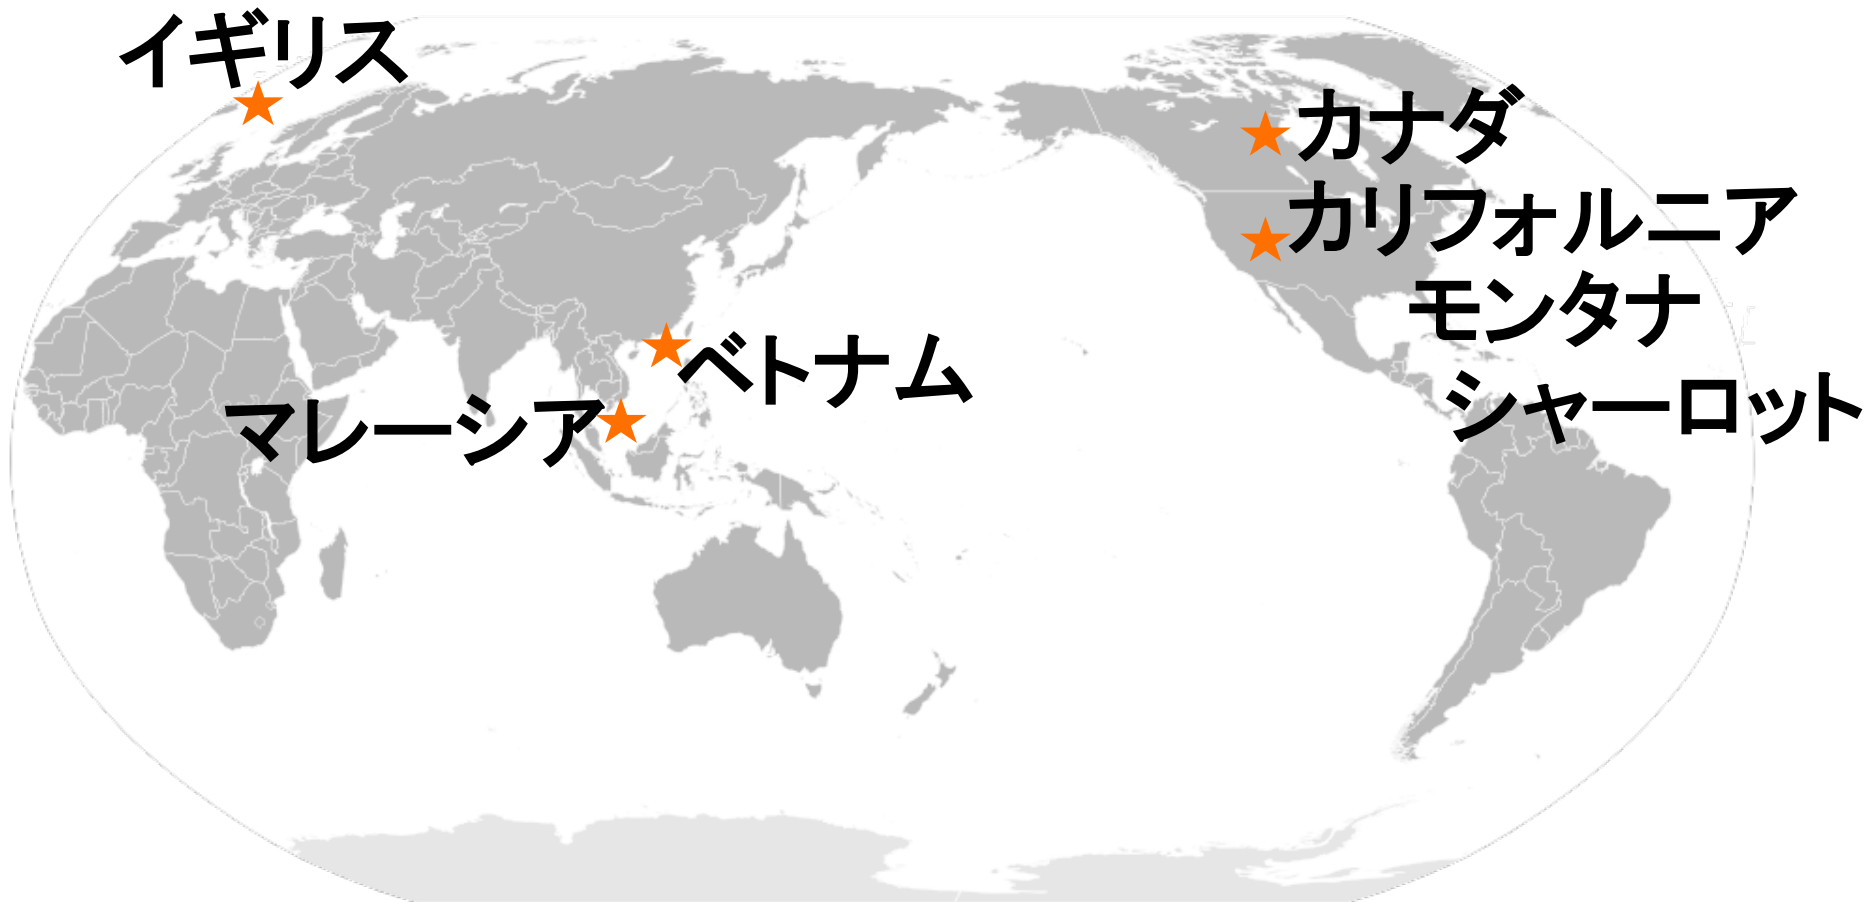 イギリス
カナダ
カリフォルニア
モンタナ
シャーロット
ベトナム
マレーシア